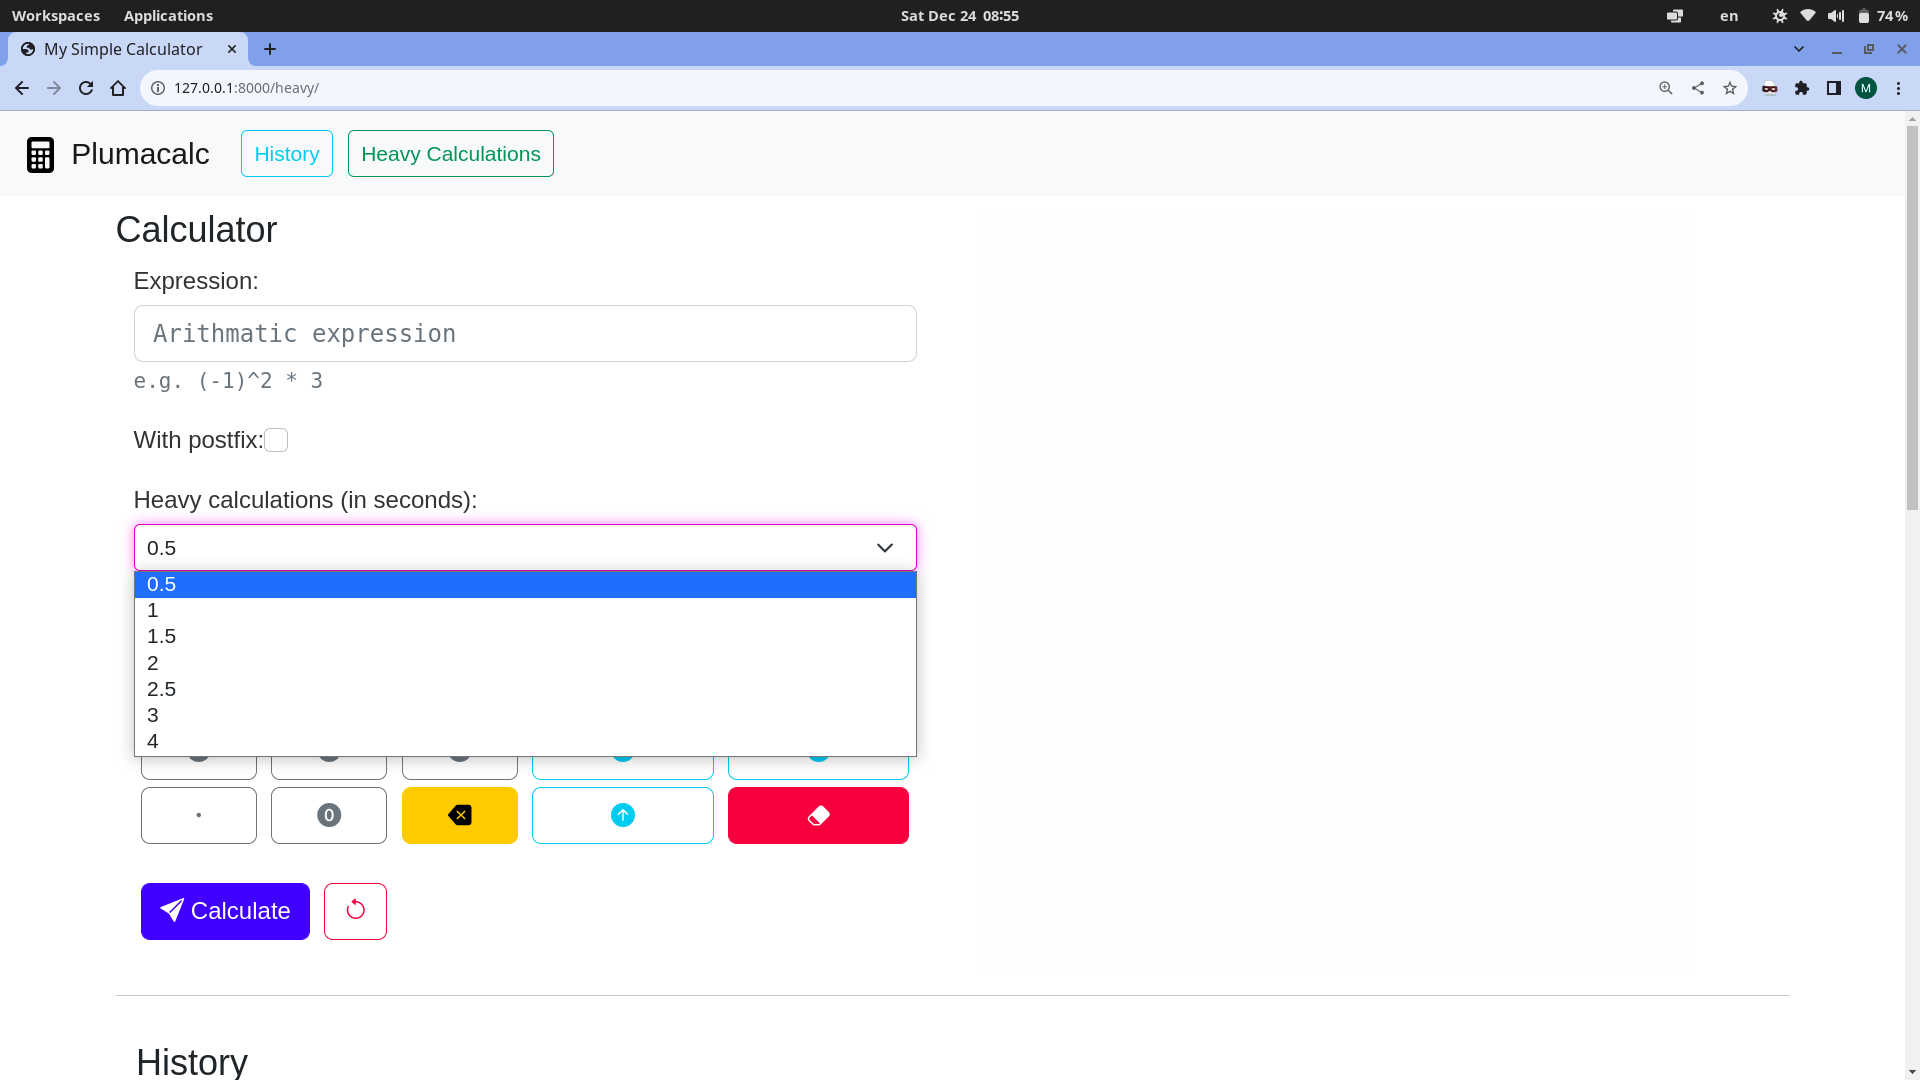 Workspaces Applications Sat Dec 24 08:55 en 74%
My Simple Calculator
127.0.0.1:8000/heavy/ M
Plumacalc History Heavy Calculations
Calculator
Expression:
Arithmatic expression
e.g. (-1)^2 * 3
With postfix:
Heavy calculations (in seconds):
0.5
0.5
1
1.5
2
2.5
3
4
. 0
Calculate
History